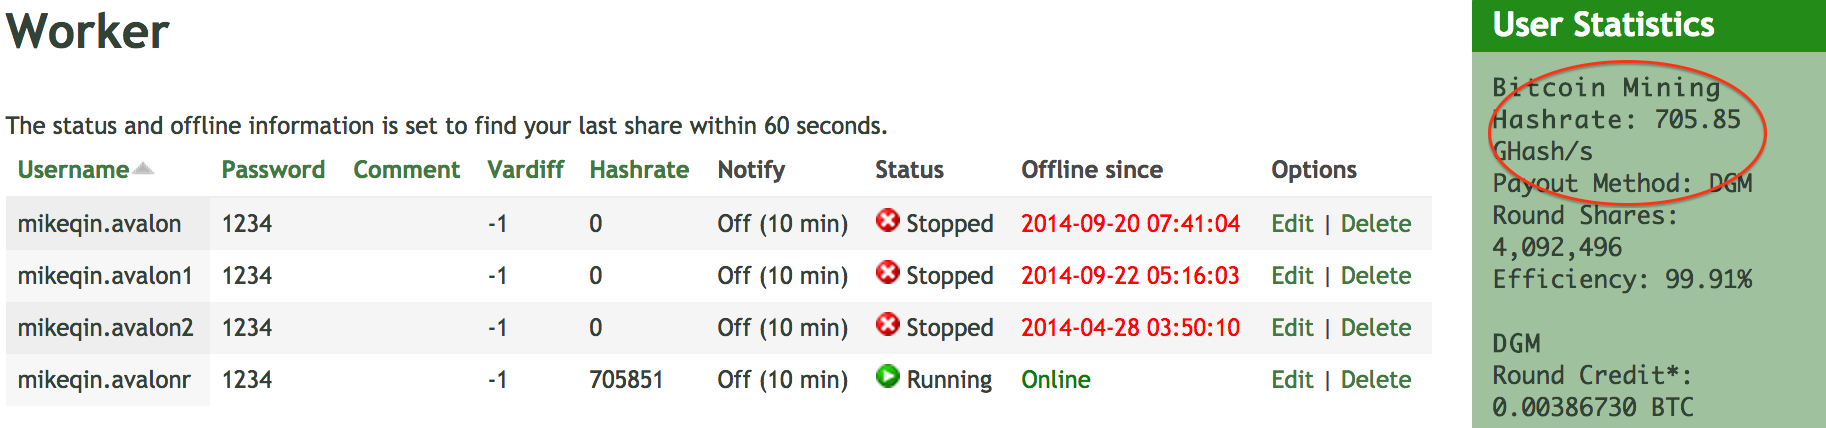 Worker
The status and offline information is set to find your last share within 60 seconds.
Username Password Comment Vardiff Hashrate Notify Status Offline since Options
mikeqin.avalon 1234 -1 0 Off (10 min) Stopped 2014-09-20 07:41:04 Edit | Delete
mikeqin.avalon1 1234 -1 0 Off (10 min) Stopped 2014-09-22 05:16:03 Edit | Delete
mikeqin.avalon2 1234 -1 0 Off (10 min) Stopped 2014-04-28 03:50:10 Edit | Delete
mikeqin.avalonr 1234 -1 705851 Off (10 min) Running Online Edit | Delete
User Statistics
Bitcoin Mining
Hashrate: 705.85
GHash/s
Payout Method: DGM
Round Shares:
4,092,496
Efficiency: 99.91%
DGM
Round Credit*:
0.00386730 BTC